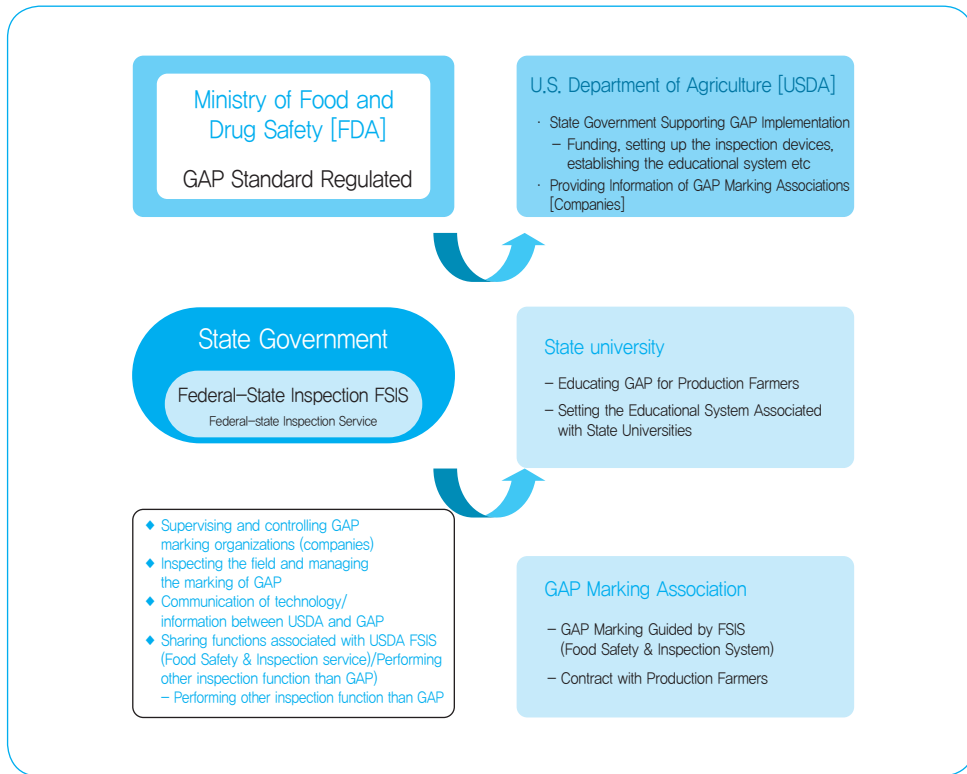 Ministry of Food and
Drug Safety [FDA]
GAP Standard Regulated
U.S. Department of Agriculture [USDA]
· State Government Supporting GAP Implementation
– Funding, setting up the inspection devices,
establishing the educational system etc
· Providing Information of GAP Marking Associations
[Companies]
State Government
Federal–State Inspection FSIS
Federal–state Inspection Service
State university
– Educating GAP for Production Farmers
– Setting the Educational System Associated
with State Universities
◆ Supervising and controlling GAP
marking organizations (companies)
◆ Inspecting the field and managing
the marking of GAP
◆ Communication of technology/
information between USDA and GAP
◆ Sharing functions associated with USDA FSIS
(Food Safety & Inspection service)/Performing
other inspection function than GAP)
– Performing other inspection function than GAP
GAP Marking Association
– GAP Marking Guided by FSIS
(Food Safety & Inspection System)
– Contract with Production Farmers